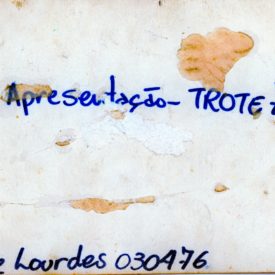 Apresentação - TROTE
Lourdes 030476